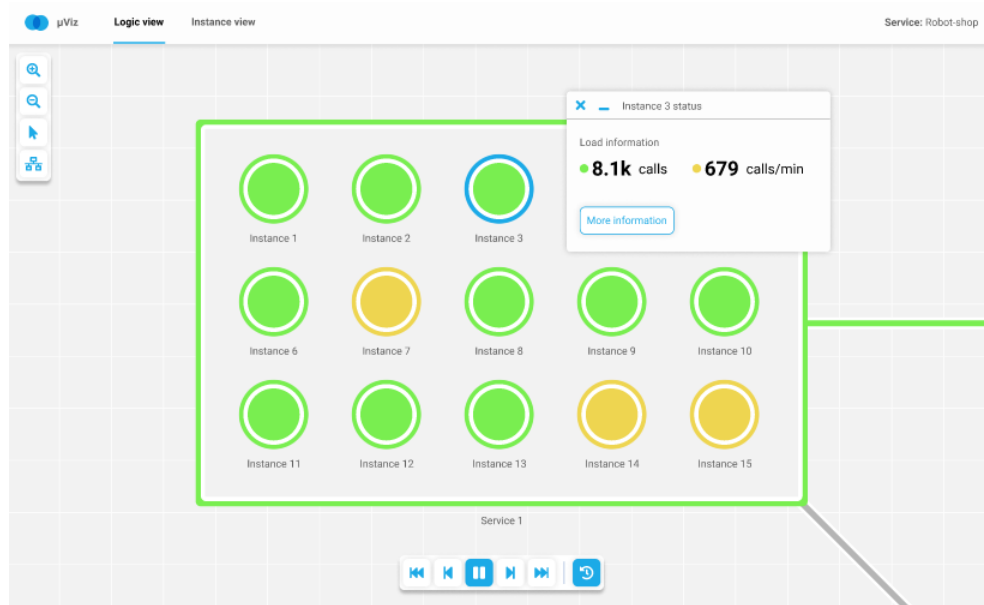 µViz Logic view Instance view Service: Robot-shop
Instance 3 status
Load information
8.1k calls 679 calls/min
More information
Instance 1 Instance 2 Instance 3
Instance 6 Instance 7 Instance 8 Instance 9 Instance 10
Instance 11 Instance 12 Instance 13 Instance 14 Instance 15
Service 1